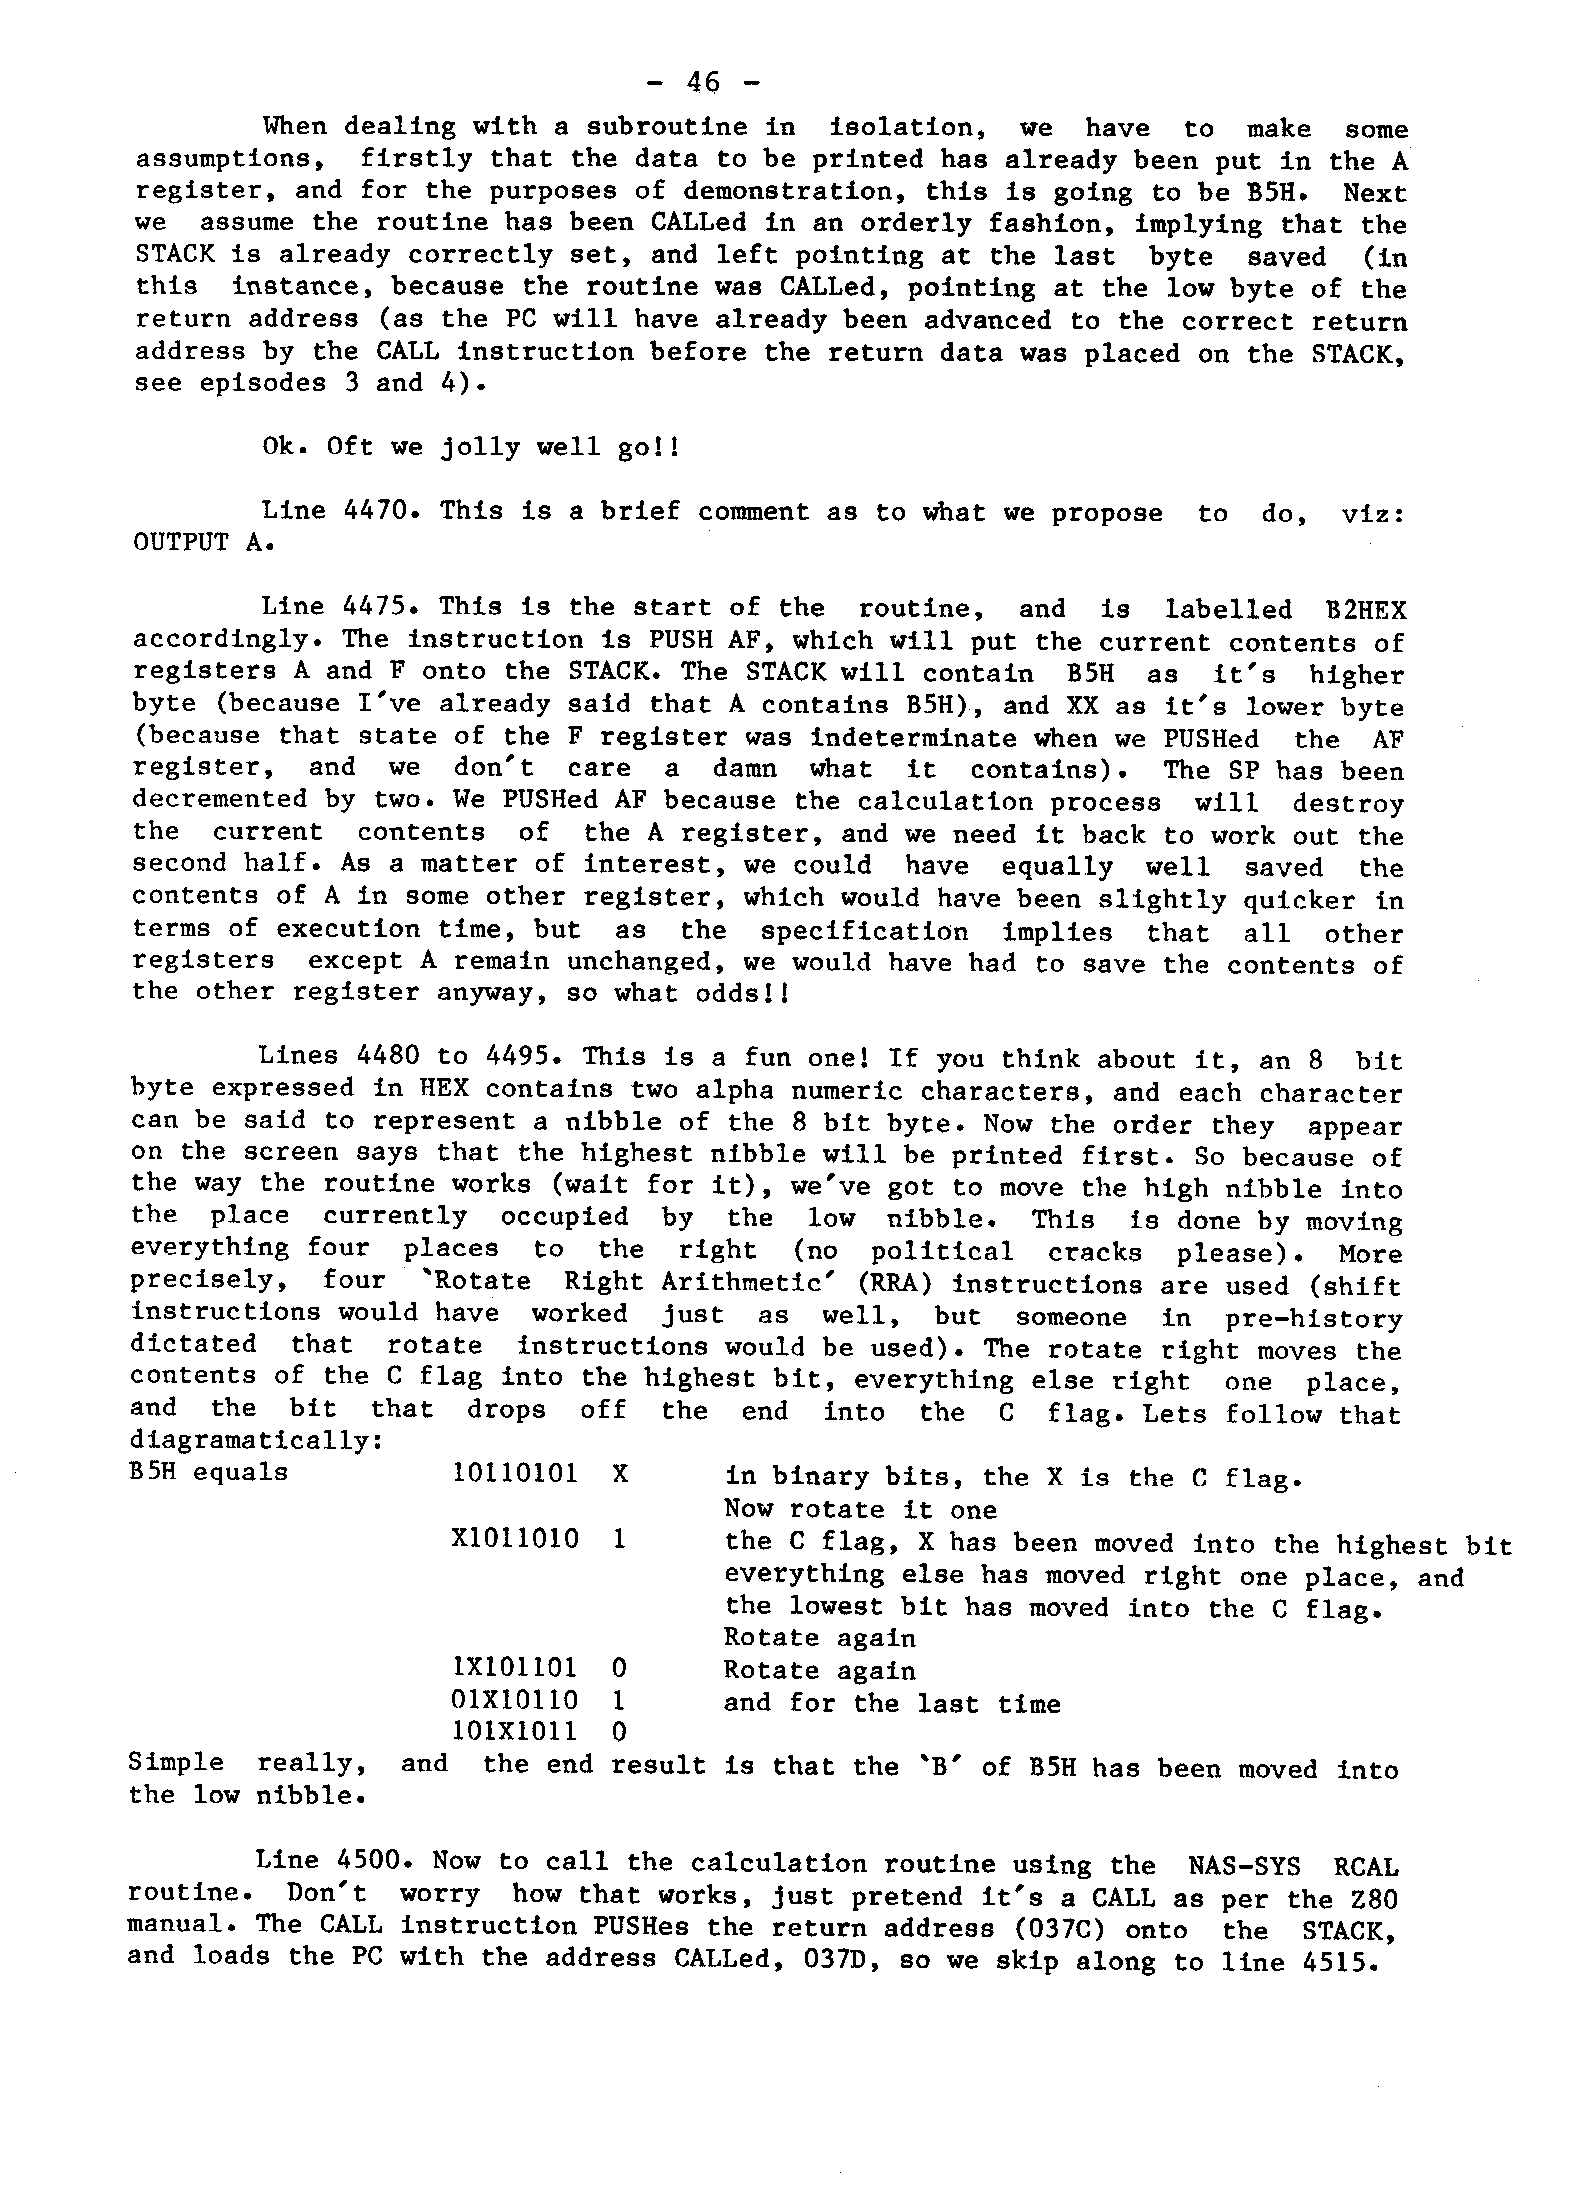 - 46 -
When dealing with a subroutine in isolation, we have to make some
assumptions, firstly that the data to be printed has already been put in the A
register, and for the purposes of demonstration, this is going to be B5H. Next
we assume the routine has been CALLed in an orderly fashion, implying that the
STACK is already correctly set, and left pointing at the last byte saved (in
this instance, because the routine was CALLed, pointing at the low byte of the
return address (as the PC will have already been advanced to the correct return
address by the CALL instruction before the return data was placed on the STACK,
see episodes 3 and 4).
Ok. Oft we jolly well go!!
Line 4470. This is a brief comment as to what we propose to do, viz:
OUTPUT A.
Line 4475. This is the start of the routine, and is labelled B2HEX
accordingly. The instruction is PUSH AF, which will put the current contents of
registers A and F onto the STACK. The STACK will contain B5H as it's higher
byte (because I've already said that A contains B5H), and XX as it's lower byte
(because that state of the F register was indeterminate when we PUSHed the AF
register, and we don't care a damn what it contains). The SP has been
decremented by two. We PUSHed AF because the calculation process will destroy
the current contents of the A register, and we need it back to work out the
second half. As a matter of interest, we could have equally well saved the
contents of A in some other register, which would have been slightly quicker in
terms of execution time, but as the specification implies that all other
registers except A remain unchanged, we would have had to save the contents of
the other register anyway, so what odds!!
Lines 4480 to 4495. This is a fun one! If you think about it, an 8 bit
byte expressed in HEX contains two alpha numeric characters, and each character
can be said to represent a nibble of the 8 bit byte. Now the order they appear
on the screen says that the highest nibble will be printed first. So because of
the way the routine works (wait for it), we've got to move the high nibble into
the place currently occupied by the low nibble. This is done by moving
everything four places to the right (no political cracks please). More
precisely, four `Rotate Right Arithmetic' (RRA) instructions are used (shift
instructions would have worked just as well, but someone in pre-history
dictated that rotate instructions would be used). The rotate right moves the
contents of the C flag into the highest bit, everything else right one place,
and the bit that drops off the end into the C flag. Lets follow that
diagramatically:
B5H equals 10110101 X in binary bits, the X is the C flag.
Now rotate it one
X1011010 1 the C flag, X has been moved into the highest bit
everything else has moved right one place, and
the lowest bit has moved into the C flag.
Rotate again
1X101101 0 Rotate again
01X10110 1 and for the last time
101X1011 0
Simple really, and the end result is that the `B' of B5H has been moved into
the low nibble.
Line 4500. Now to call the calculation routine using the NAS-SYS RCAL
routine. Don't worry how that works, just pretend it's a CALL as per the Z80
manual. The CALL instruction PUSHes the return address (037C) onto the STACK,
and loads the PC with the address CALLed, 037D, so we skip along to line 4515.